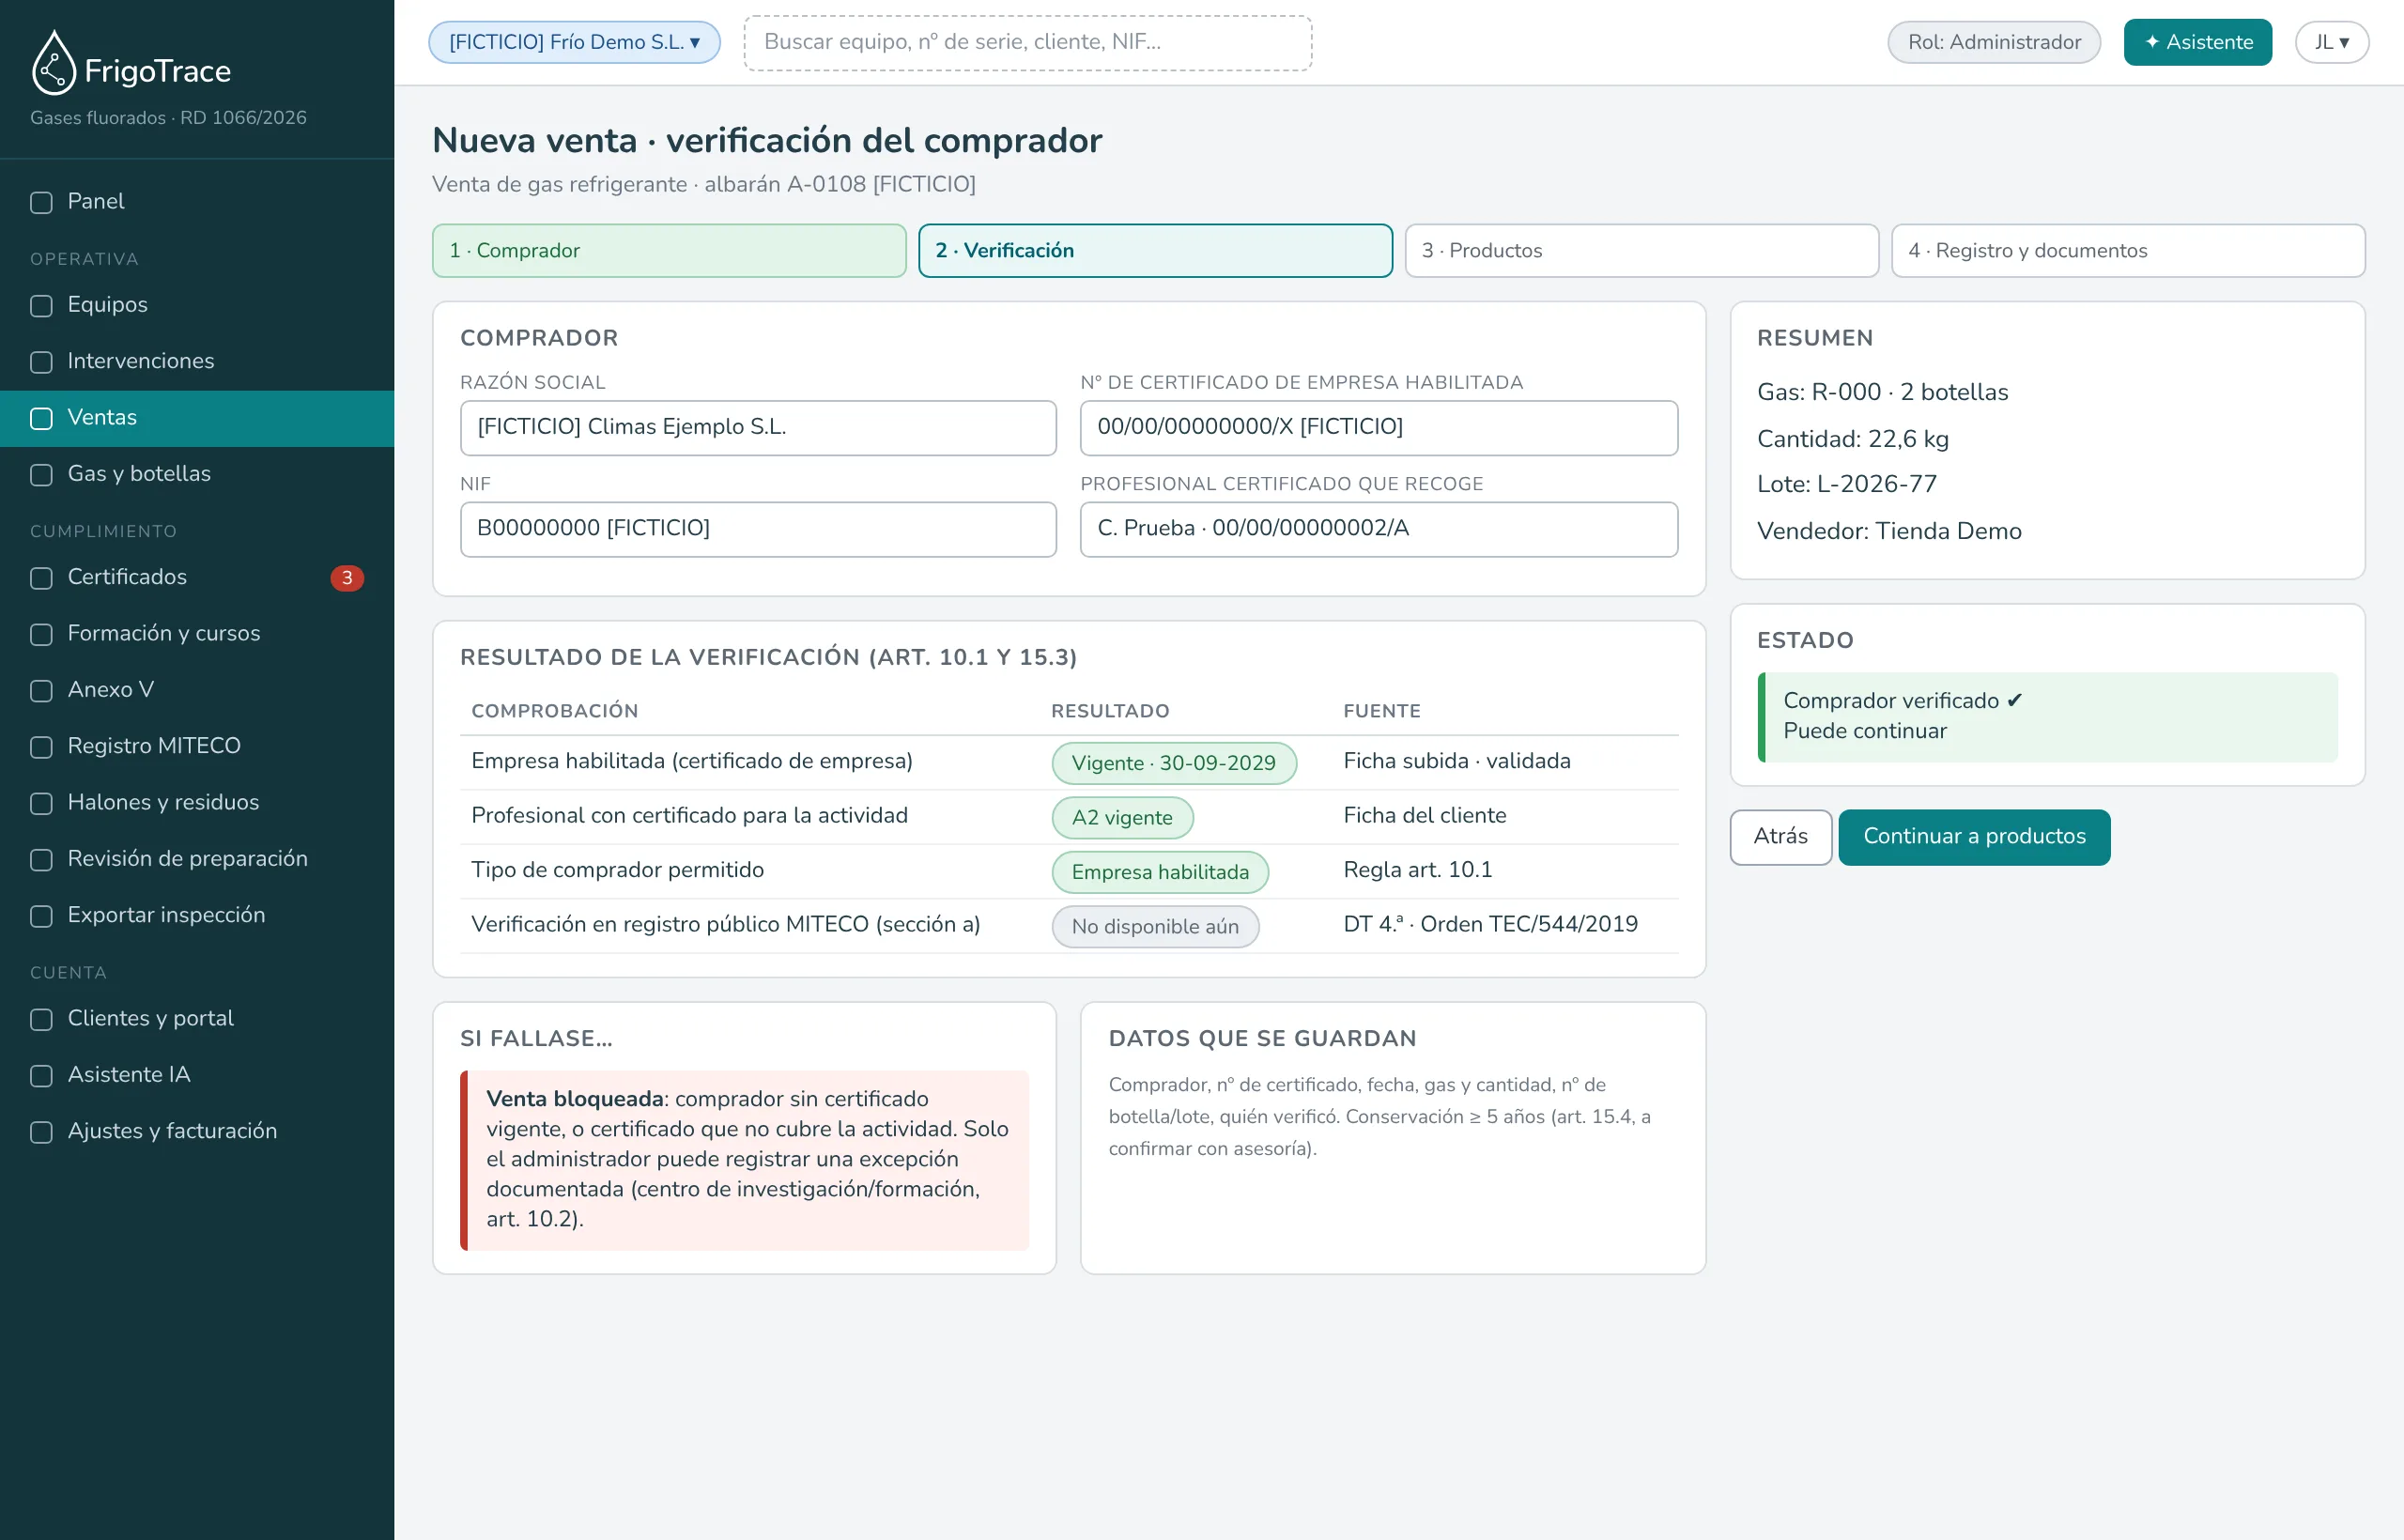 FrigoTrace
Gases fluorados · RD 1066/2026
Panel
OPERATIVA
Equipos
Intervenciones
Ventas
Gas y botellas
CUMPLIMIENTO
Certificados 3
Formación y cursos
Anexo V
Registro MITECO
Halones y residuos
Revisión de preparación
Exportar inspección
CUENTA
Clientes y portal
Asistente IA
Ajustes y facturación
[FICTICIO] Frío Demo S.L. ▾
Buscar equipo, nº de serie, cliente, NIF...
Rol: Administrador
✦ Asistente
JL ▾
Nueva venta · verificación del comprador
Venta de gas refrigerante · albarán A-0108 [FICTICIO]
1 · Comprador
2 · Verificación
3 · Productos
4 · Registro y documentos
COMPRADOR
RAZÓN SOCIAL
[FICTICIO] Climas Ejemplo S.L.
Nº DE CERTIFICADO DE EMPRESA HABILITADA
00/00/00000000/X [FICTICIO]
NIF
B00000000 [FICTICIO]
PROFESIONAL CERTIFICADO QUE RECOGE
C. Prueba · 00/00/00000002/A
RESULTADO DE LA VERIFICACIÓN (ART. 10.1 Y 15.3)
COMPROBACIÓN RESULTADO FUENTE
Empresa habilitada (certificado de empresa) Vigente · 30-09-2029 Ficha subida · validada
Profesional con certificado para la actividad A2 vigente Ficha del cliente
Tipo de comprador permitido Empresa habilitada Regla art. 10.1
Verificación en registro público MITECO (sección a) No disponible aún DT 4.ª · Orden TEC/544/2019
SI FALLASE...
Venta bloqueada: comprador sin certificado
vigente, o certificado que no cubre la actividad. Solo
el administrador puede registrar una excepción
documentada (centro de investigación/formación,
art. 10.2).
DATOS QUE SE GUARDAN
Comprador, nº de certificado, fecha, gas y cantidad, nº de
botella/lote, quién verificó. Conservación ≥ 5 años (art. 15.4, a
confirmar con asesoría).
RESUMEN
Gas: R-000 · 2 botellas
Cantidad: 22,6 kg
Lote: L-2026-77
Vendedor: Tienda Demo
ESTADO
Comprador verificado ✔
Puede continuar
Atrás
Continuar a productos